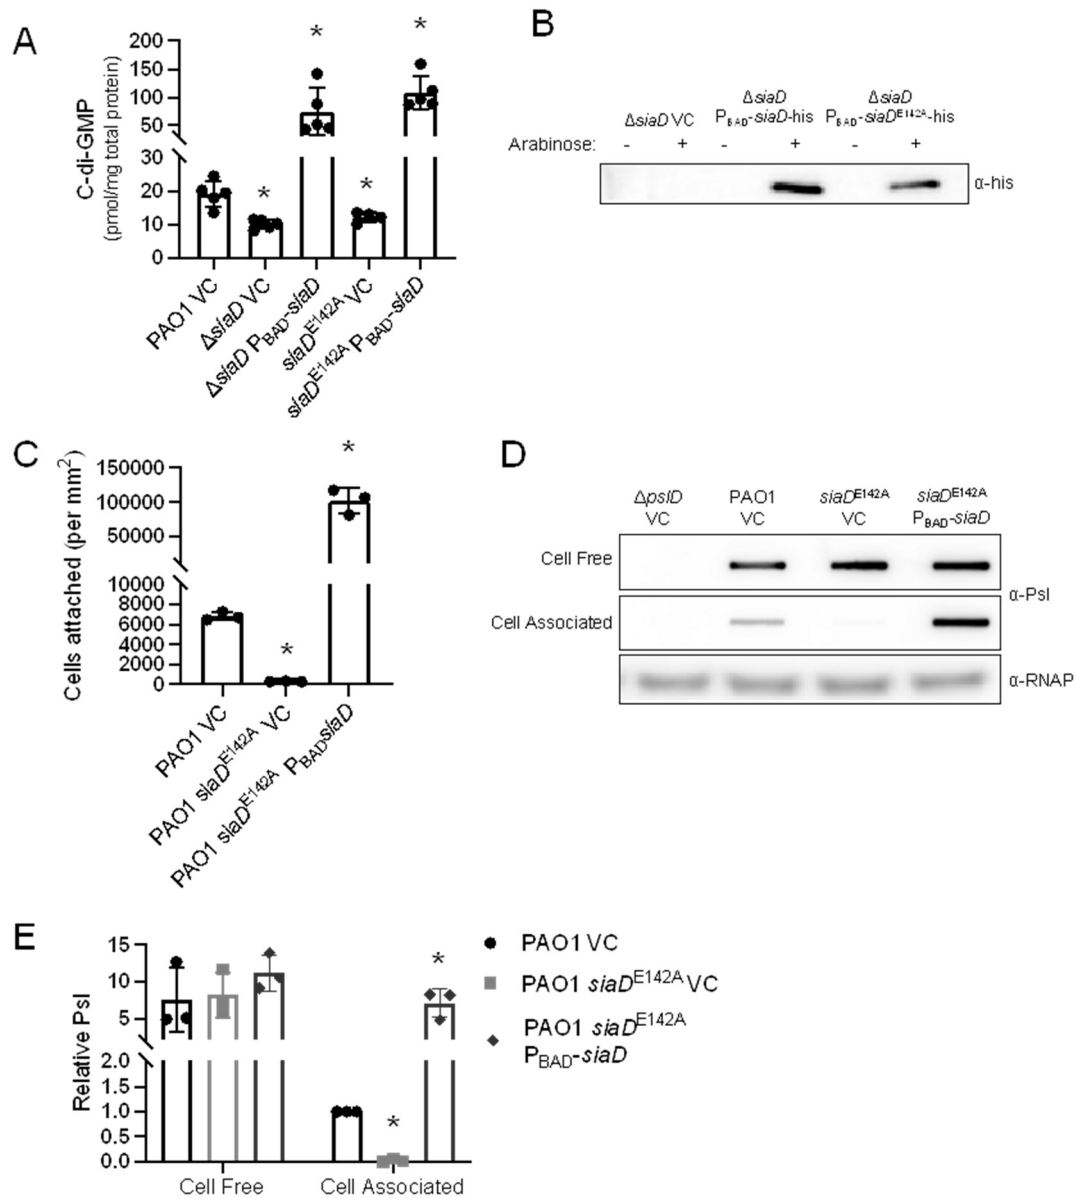 A
C-di-GMP
(pmol/mg total protein)
200
150
100
50
30
20
10
0
*
*
*
*
PAO1 VC
ΔsiaD VC
ΔsiaD PBAD-siaD
siaDE142A VC
siaDE142A PBAD-siaD
B
ΔsiaD VC
ΔsiaD
PBAD-siaD-his
ΔsiaD
PBAD-siaDE142A-his
Arabinose: - + - + - +
α-his
C
Cells attached (per mm2)
150000
100000
50000
10000
8000
6000
4000
2000
0
*
*
PAO1 VC
PAO1 siaDE142A VC
PAO1 siaDE142A PBADsiaD
D
ΔpslD
VC
PAO1
VC
siaDE142A
VC
siaDE142A
PBAD-siaD
Cell Free
Cell Associated
α-Psl
α-RNAP
E
Relative Psl
15
10
5
2.0
1.5
1.0
0.5
0.0
*
*
Cell Free
Cell Associated
PAO1 VC
PAO1 siaDE142A VC
PAO1 siaDE142A
PBAD-siaD